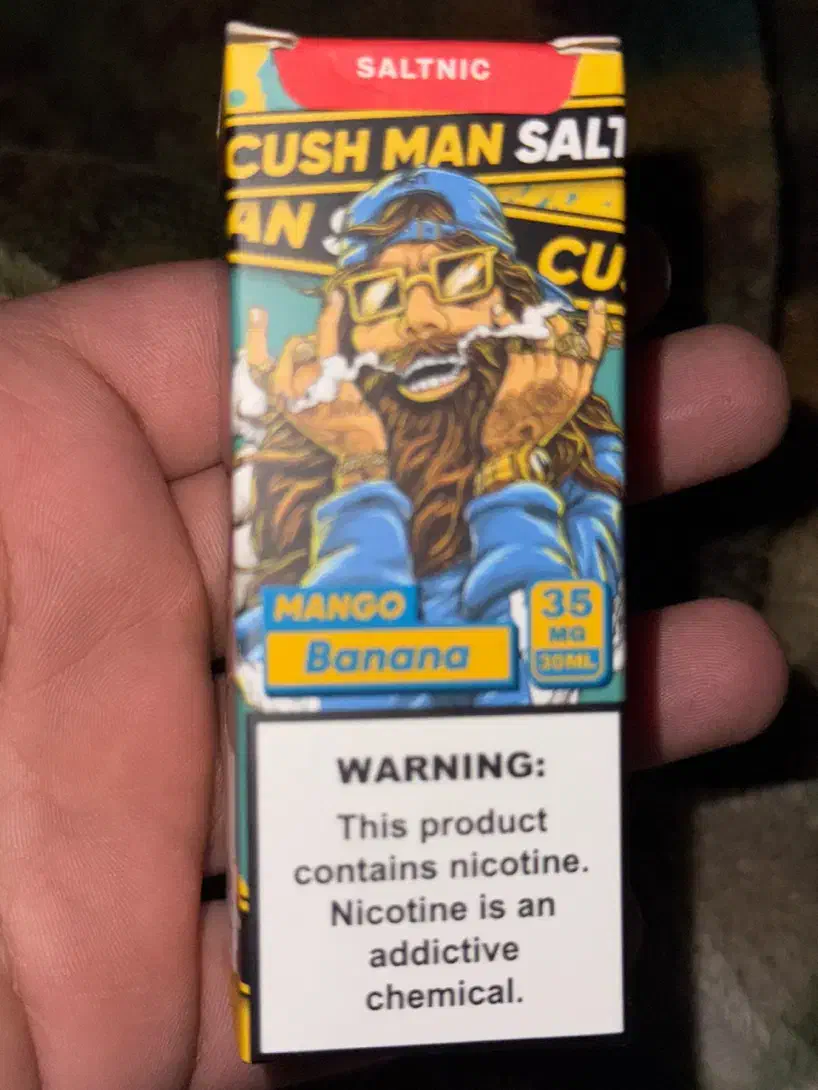 SALTNIC
CUSH MAN SALT
AN S
CUS
MANGO
Banana
35
MG
30ML
WARNING:
This product
contains nicotine.
Nicotine is an
addictive
chemical.